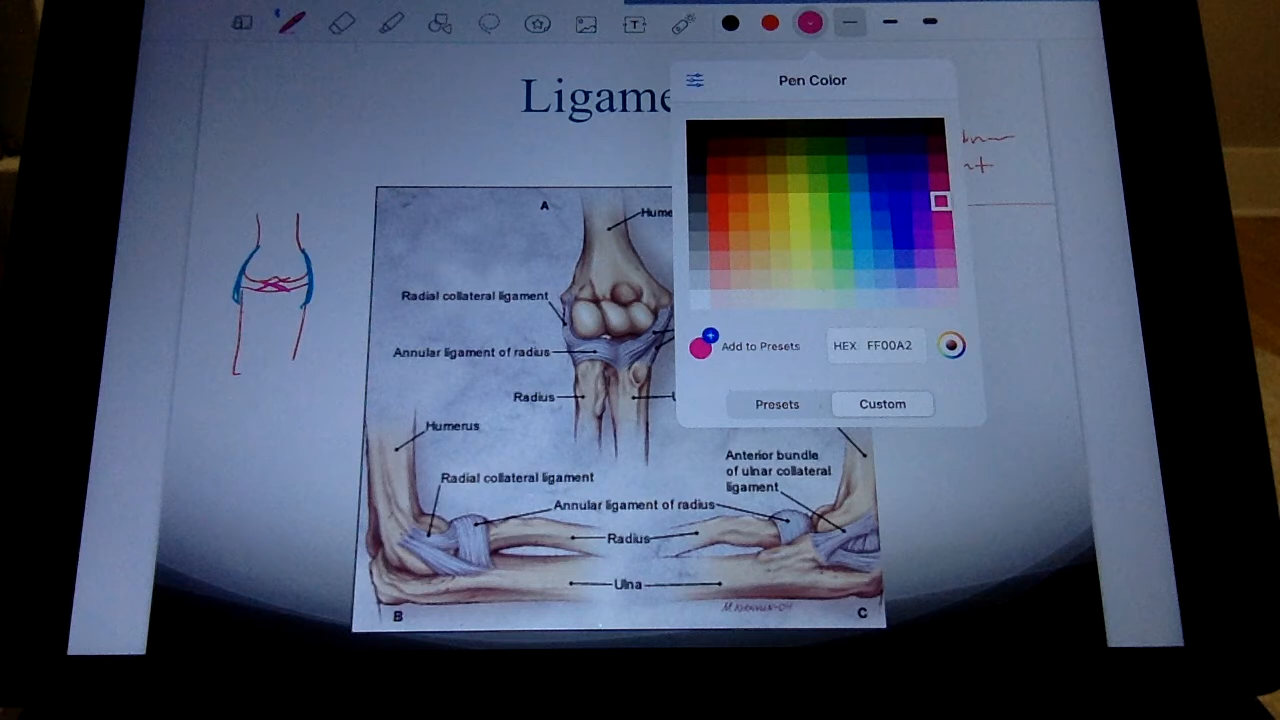 T
Pen Color
Ligame
A
Hume
Radial collateral ligament
Annular ligament of radius
HEX FF00A2
Add to Presets
Radius
U
Presets
Custom
Humerus
Anterior bundle
of ulnar collateral
ligament
Radial collateral ligament
Annular ligament of radius
Radius
Ulna
B
C